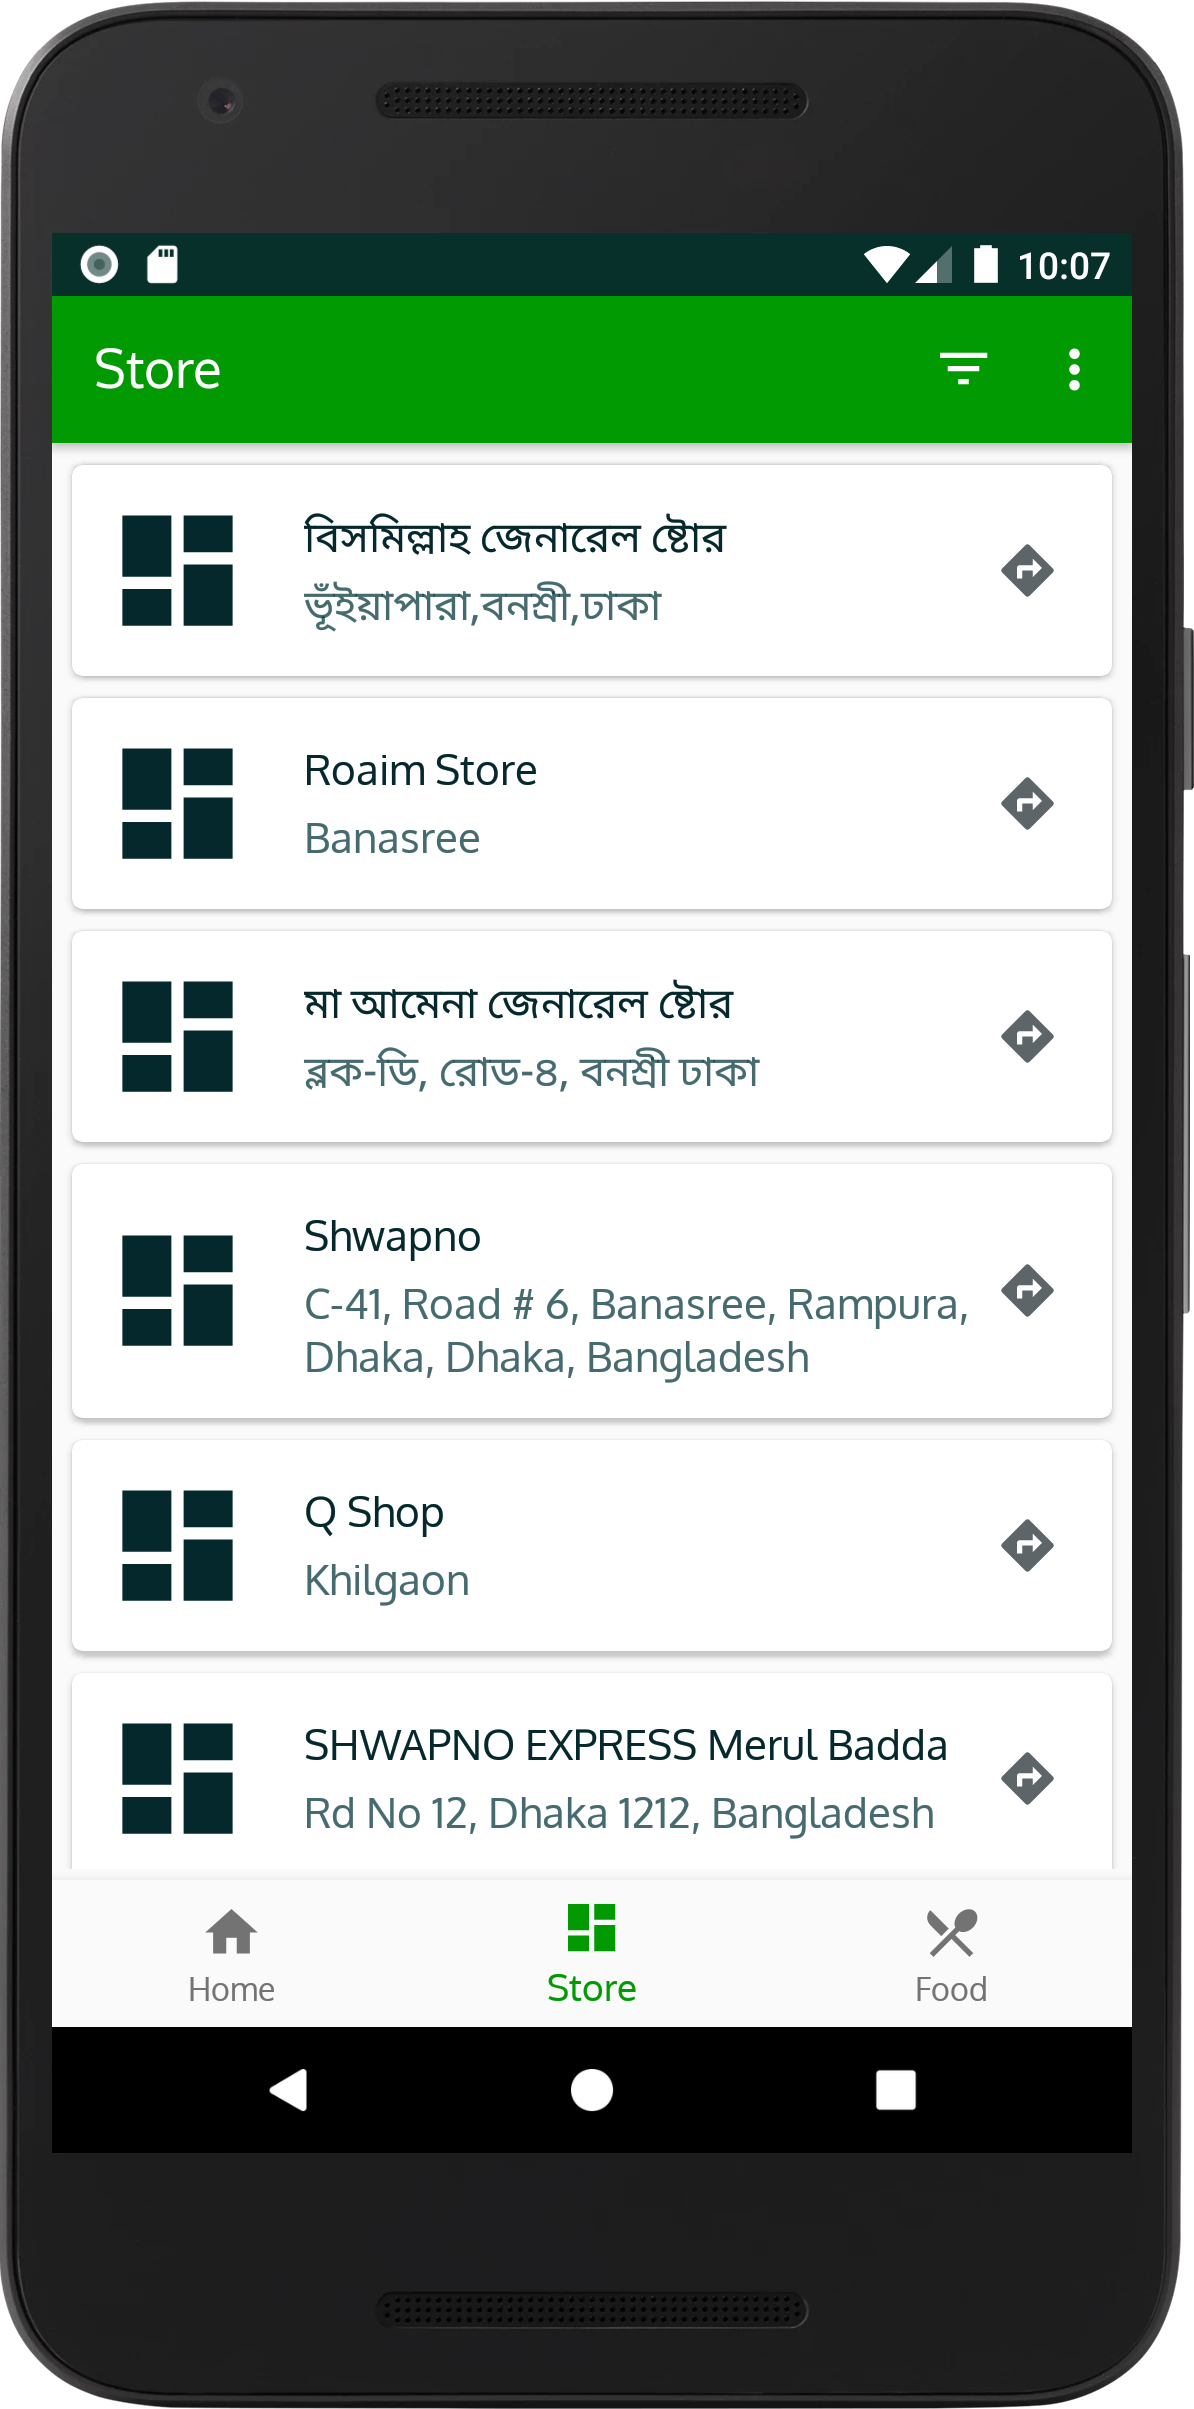 10:07
Store
বিসমিল্লাহ জেনারেল ষ্টোর
ভূঁইয়াপারা,বনশ্রী,ঢাকা
Roaim Store
Banasree
মা আমেনা জেনারেল ষ্টোর
ব্লক-ডি, রোড-৪, বনশ্রী ঢাকা
Shwapno
C-41, Road # 6, Banasree, Rampura,
Dhaka, Dhaka, Bangladesh
Q Shop
Khilgaon
SHWAPNO EXPRESS Merul Badda
Rd No 12, Dhaka 1212, Bangladesh
Home
Store
Food